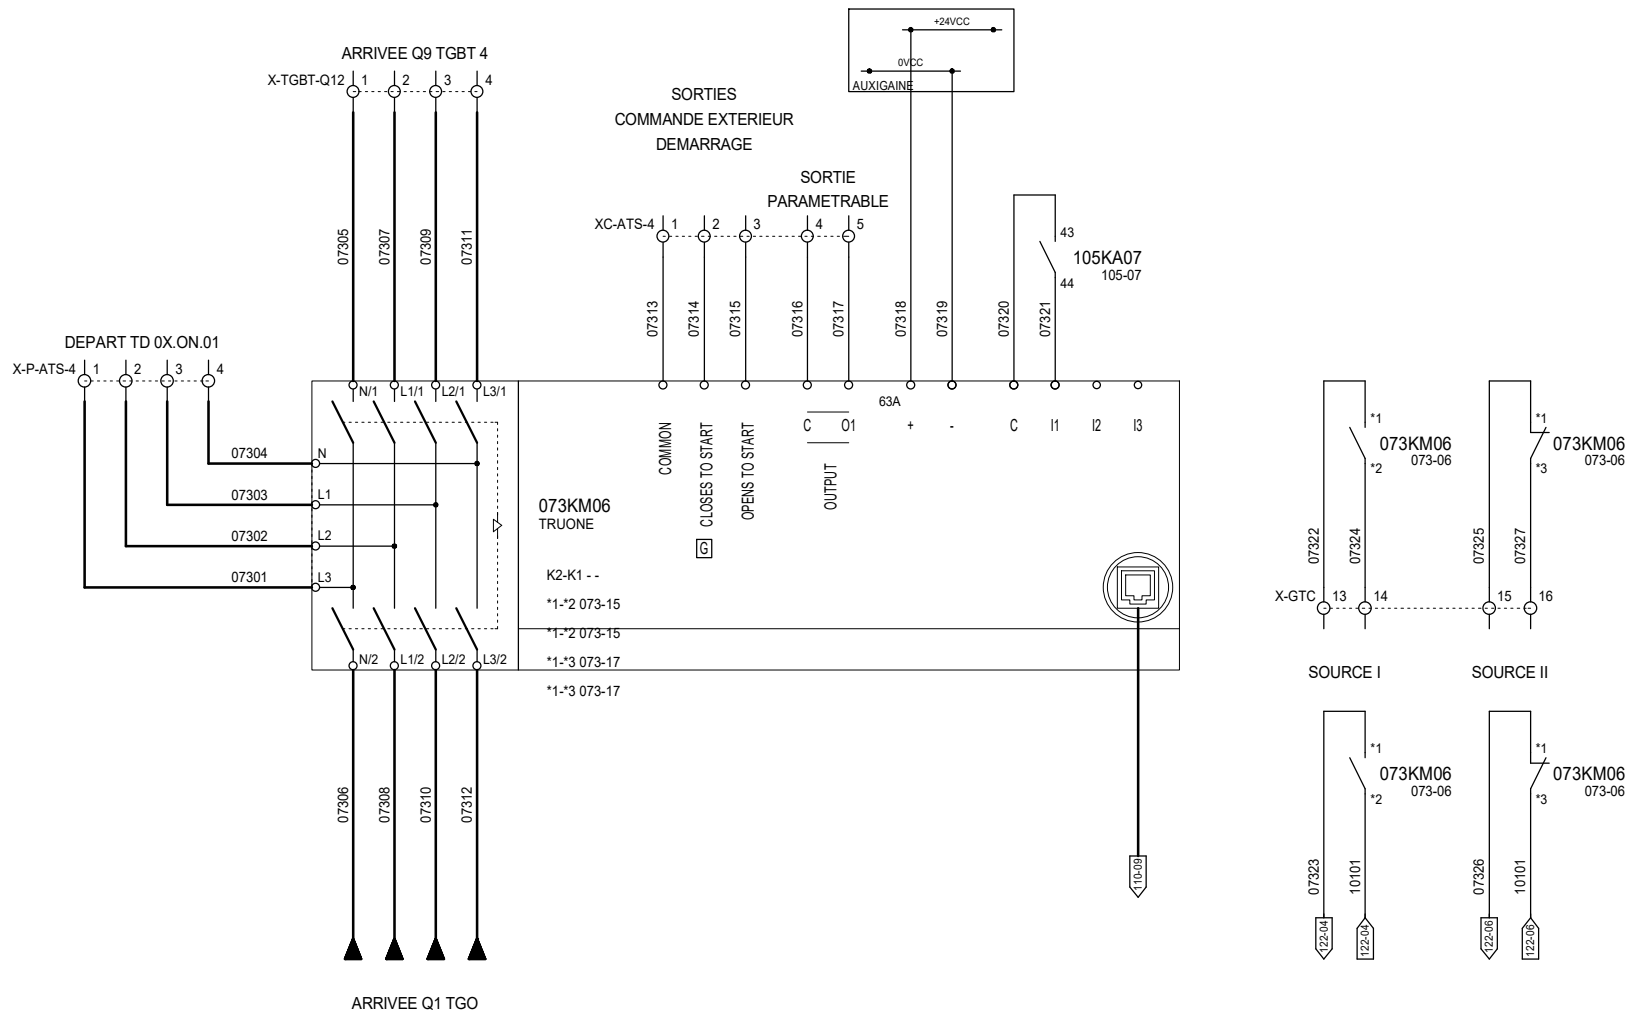 +24VCC
0VCC
AUXIGAINE
ARRIVEE Q9 TGBT 4
X-TGBT-Q12 1 2 3 4
SORTIES
COMMANDE EXTERIEUR
DEMARRAGE
SORTIE
PARAMETRABLE
XC-ATS-4 1 2 3 4 5
43
105KA07
105-07
44
07305 07307 07309 07311
07313 07314 07315 07316 07317 07318 07319 07320 07321
DEPART TD 0X.ON.01
X-P-ATS-4 1 2 3 4
N/1 L1/1 L2/1 L3/1
63A
COMMON
CLOSES TO START
G
OPENS TO START
C O1
OUTPUT
+ - C I1 I2 I3
07304 N
07303 L1
07302 L2
07301 L3
073KM06
TRUONE
K2-K1 - -
*1-*2 073-15
*1-*2 073-15
*1-*3 073-17
*1-*3 073-17
N/2 L1/2 L2/2 L3/2
07306 07308 07310 07312
ARRIVEE Q1 TGO
110-09
*1
073KM06
073-06
*2
*1
073KM06
073-06
*3
07322 07324 07325 07327
X-GTC 13 14 15 16
SOURCE I SOURCE II
*1
073KM06
073-06
*2
*1
073KM06
073-06
*3
07323 10101 07326 10101
122-04 122-04 122-06 122-06